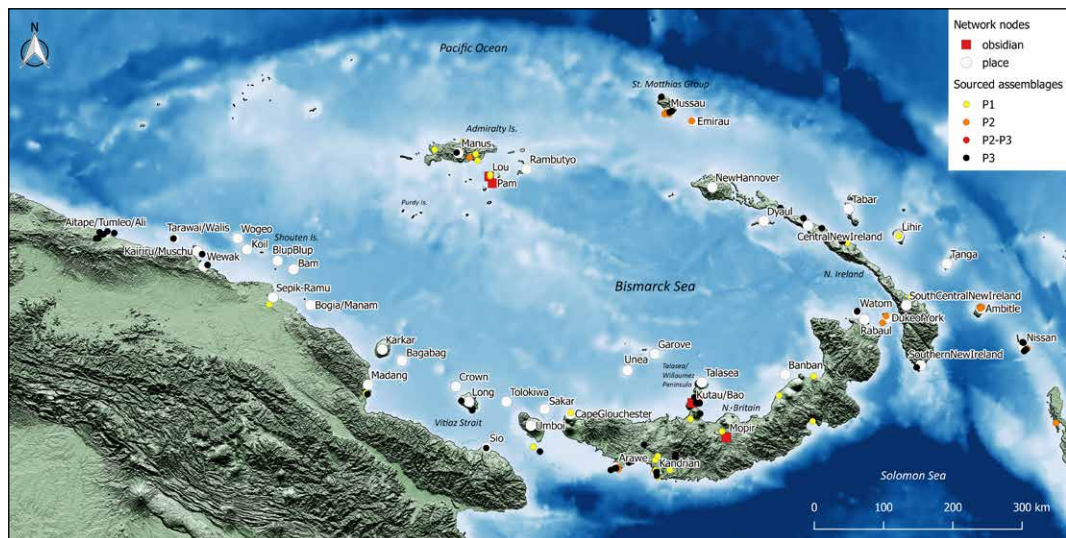 N
Pacific Ocean
Network nodes
obsidian
place
Sourced assemblages
P1
P2
P2-P3
P3
St. Matthias Group
Mussau
Emirau
Admiralty Is.
Manus
Rambutyo
Lou
Pam
Purdy Is.
NewHannover
Tabar
Dyaul
Lihir
CentralNewIreland
Tanga
N. Ireland
Aitape/Tumleo/Ali
Tarawai/Walis
Wogeo
Shouten Is.
Kairiru/Muschu
Koil
BlupBlup
Wewak
Bam
Sepik-Ramu
Bogia/Manam
Bismarck Sea
SouthCentralNewIreland
Watom
Ambitle
DukeofYork
Rabaul
Nissan
SouthernNewIreland
Karkar
Bagabag
Garove
Unea
Talasea/
Willaumez
Peninsula
Talasea
Banban
Madang
Crown
Long
Tolokiwa
Sakar
Kutau/Bao
CapeGlouchester
N.-Britain
Vitiaz Strait
Umboi
Mopir
Sio
Arawe
Kandrian
Solomon Sea
0
100
200
300 km